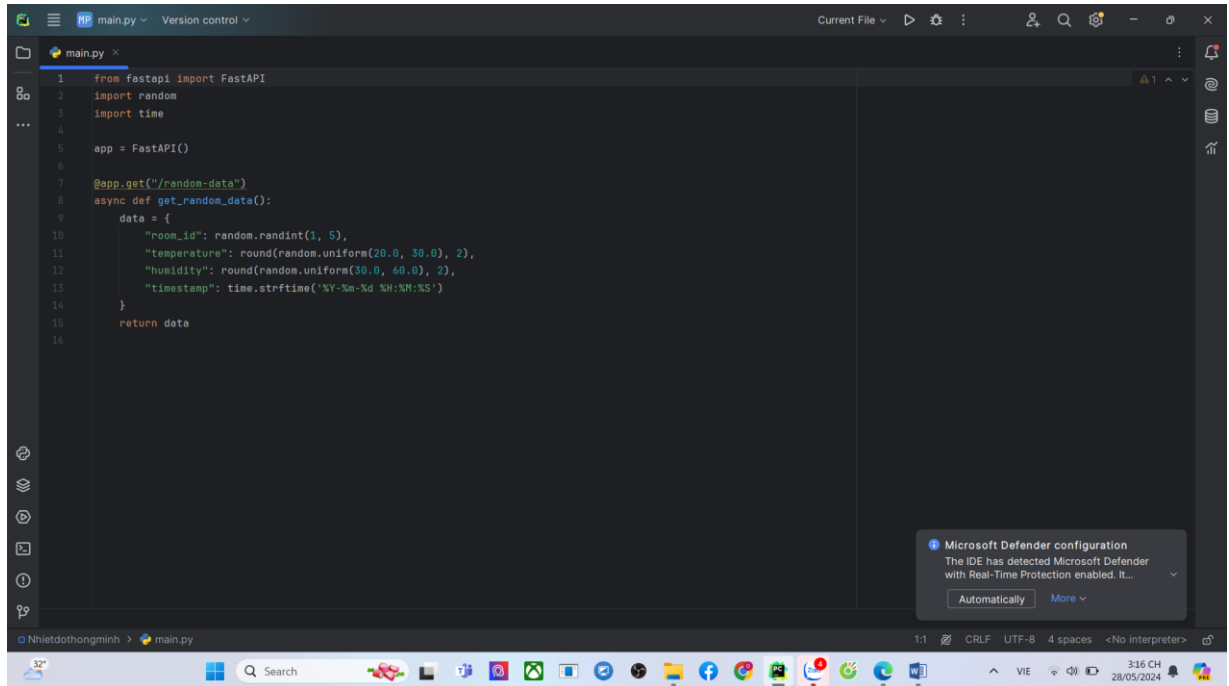 MP main.py Version control Current File
main.py
1
1 from fastapi import FastAPI
2 import random
3 import time
4
5 app = FastAPI()
6
7 @app.get("/random-data")
8 async def get_random_data():
9 data = {
10 "room_id": random.randint(1, 5),
11 "temperature": round(random.uniform(20.0, 30.0), 2),
12 "humidity": round(random.uniform(30.0, 60.0), 2),
13 "timestamp": time.strftime('%Y-%m-%d %H:%M:%S')
14 }
15 return data
16
Microsoft Defender configuration
The IDE has detected Microsoft Defender
with Real-Time Protection enabled. It...
Automatically More
Nhietdothongminh > main.py 1:1 CRLF UTF-8 4 spaces <No interpreter>
32°
Search
4
VIE
3:16 CH
28/05/2024
PRE